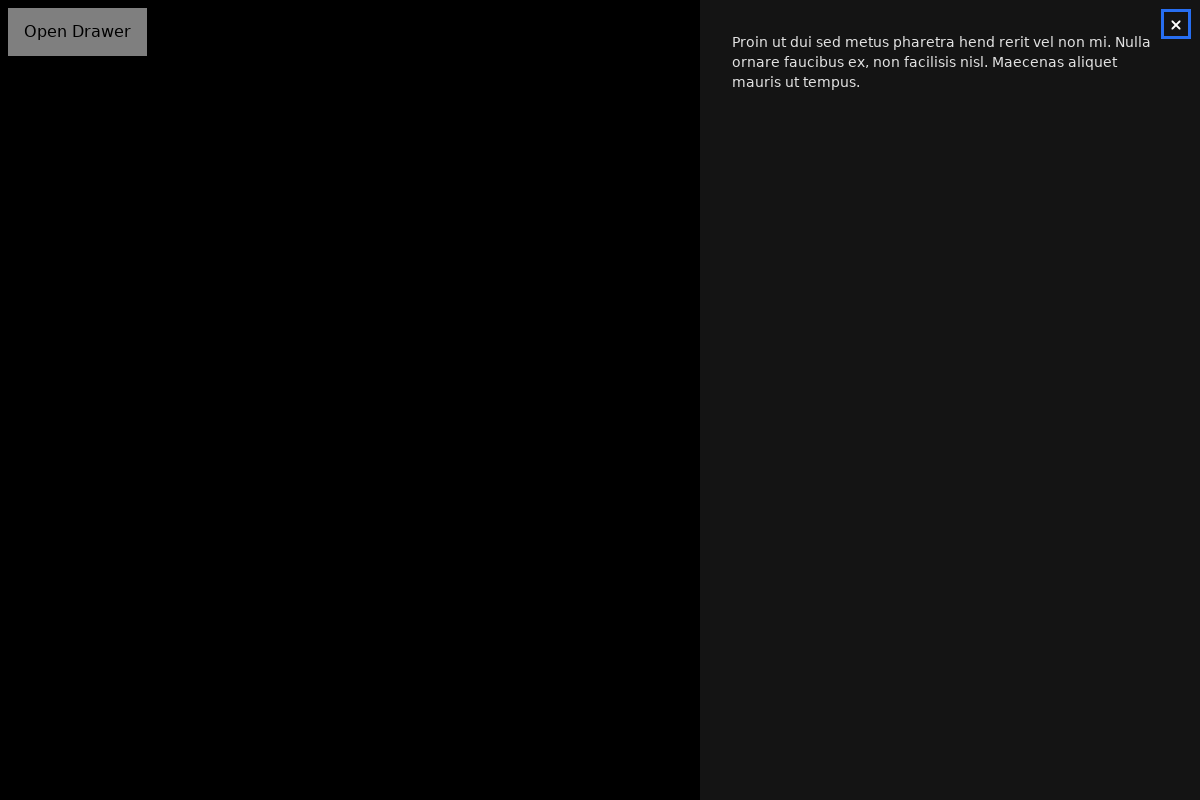 Open Drawer
Proin ut dui sed metus pharetra hend rerit vel non mi. Nulla
ornare faucibus ex, non facilisis nisl. Maecenas aliquet
mauris ut tempus.